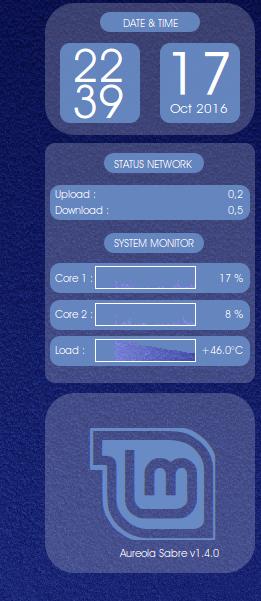 DATE & TIME
22
39
17
Oct 2016
STATUS NETWORK
Upload : 0,2
Download : 0,5
SYSTEM MONITOR
Core 1 : 17 %
Core 2 : 8 %
Load : +46.0°C
Aureola Sabre v1.4.0